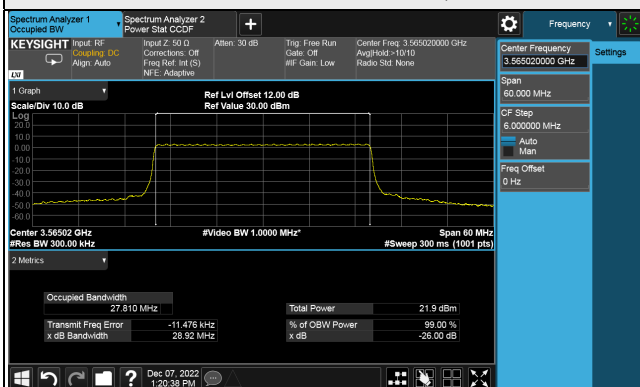 Spectrum Analyzer 1
Occupied BW
Spectrum Analyzer 2
Power Stat CCDF
+
Frequency
KEYSIGHT
LXI
Input: RF
Coupling: DC
Align: Auto
Input Z: 50 Ω
Corrections: Off
Freq Ref: Int (S)
NFE: Adaptive
Atten: 30 dB
Trig: Free Run
Gate: Off
#IF Gain: Low
Center Freq: 3.565020000 GHz
Avg|Hold:>10/10
Radio Std: None
Center Frequency
3.565020000 GHz
Settings
Span
60.000 MHz
CF Step
6.000000 MHz
Auto
Man
Freq Offset
0 Hz
1 Graph
Scale/Div 10.0 dB
Ref Lvl Offset 12.00 dB
Ref Value 30.00 dBm
Log
20.0
10.0
0.00
-10.0
-20.0
-30.0
-40.0
-50.0
-60.0
Center 3.56502 GHz
#Res BW 300.00 kHz
#Video BW 1.0000 MHz*
Span 60 MHz
#Sweep 300 ms (1001 pts)
2 Metrics
Occupied Bandwidth
27.810 MHz
Total Power 21.9 dBm
Transmit Freq Error -11.476 kHz
% of OBW Power 99.00 %
x dB Bandwidth 28.92 MHz
x dB -26.00 dB
?
Dec 07, 2022
1:20:38 PM